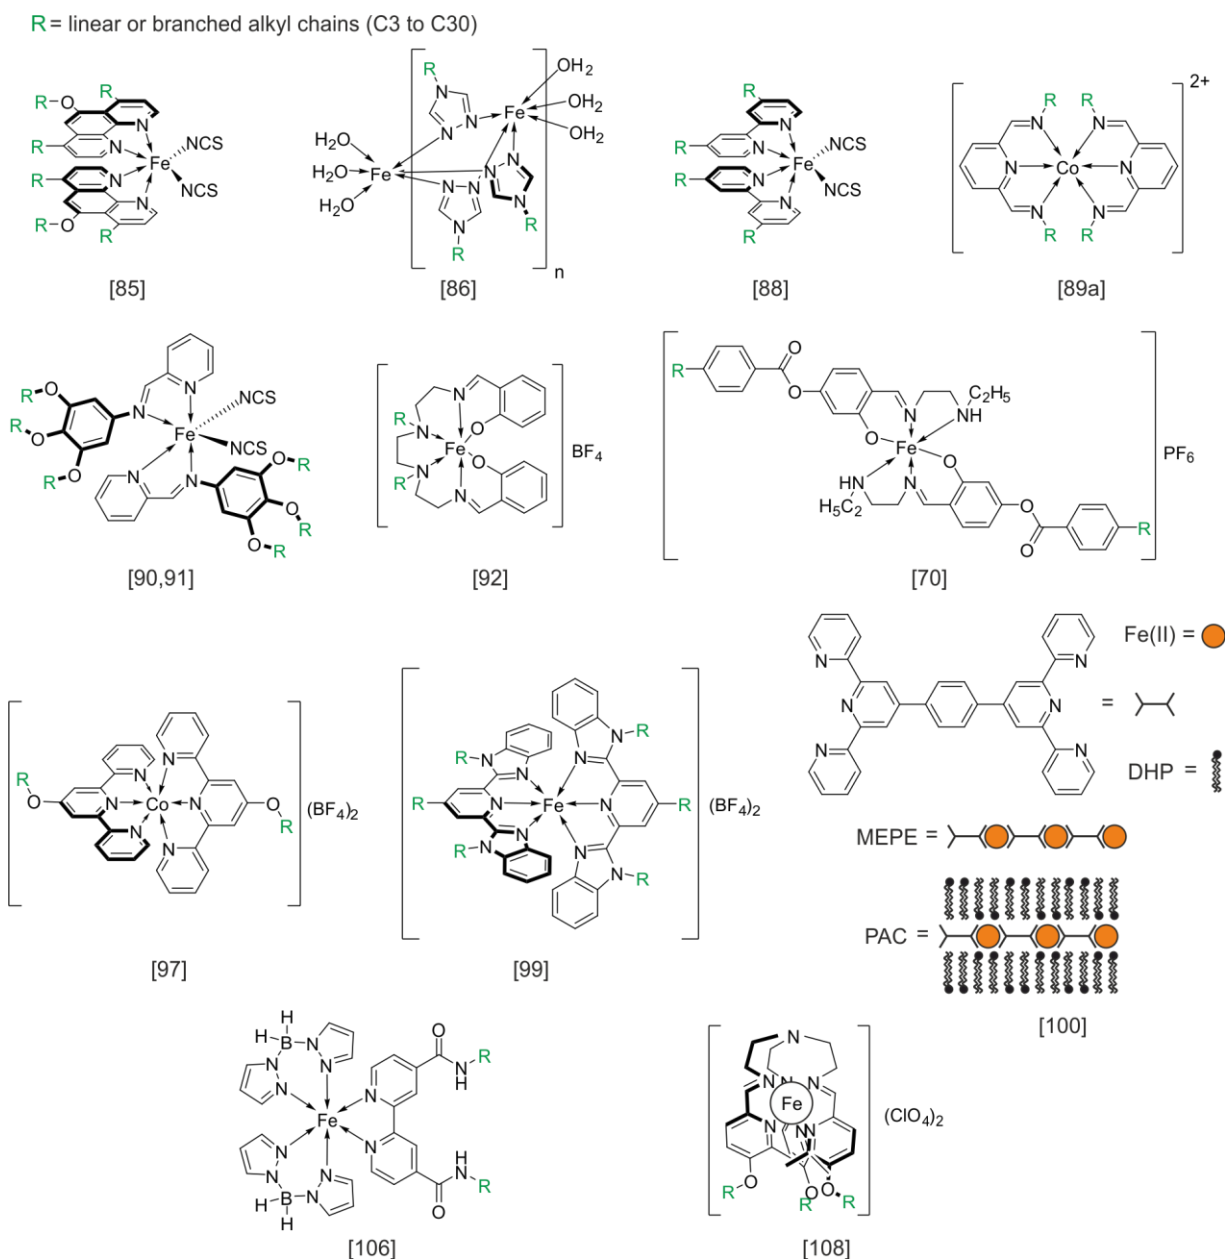 R = linear or branched alkyl chains (C3 to C30)
R O R
R
R
R O R
N N N N
Fe
NCS
NCS
[85]
H2O
H2O
H2O
Fe
R
N
N N
N N
N
R
N N
N
R
Fe
OH2
OH2
OH2
n
[86]
R
R
R
R
N N N N
Fe
NCS
NCS
[88]
R R
N N
N Co N
N N
R R
2+
[89a]
R O
R O
R O
N N
Fe
NCS
NCS
N N
O R
O R
O R
[90,91]
N
R N
R N
N
Fe
O
O
BF4
[92]
R
O
O
O
N
NH
C2H5
Fe
O
HN
H5C2
N
O
O
O
R
PF6
[70]
R
O
N N N
Co
N N N
O
R
(BF4)2
[97]
R N
N
R
N
N
R N
Fe
N
N R
N
R
N
N R
(BF4)2
[99]
N N
N N
N N
=
Fe(II) =
DHP =
MEPE =
PAC =
[100]
H
H B N N
N N
H B N N
H
N N
Fe
N
N
O
N R
H
H
N R
O
[106]
N
N N N
Fe
N N N
R O
O R
O R
(ClO4)2
[108]